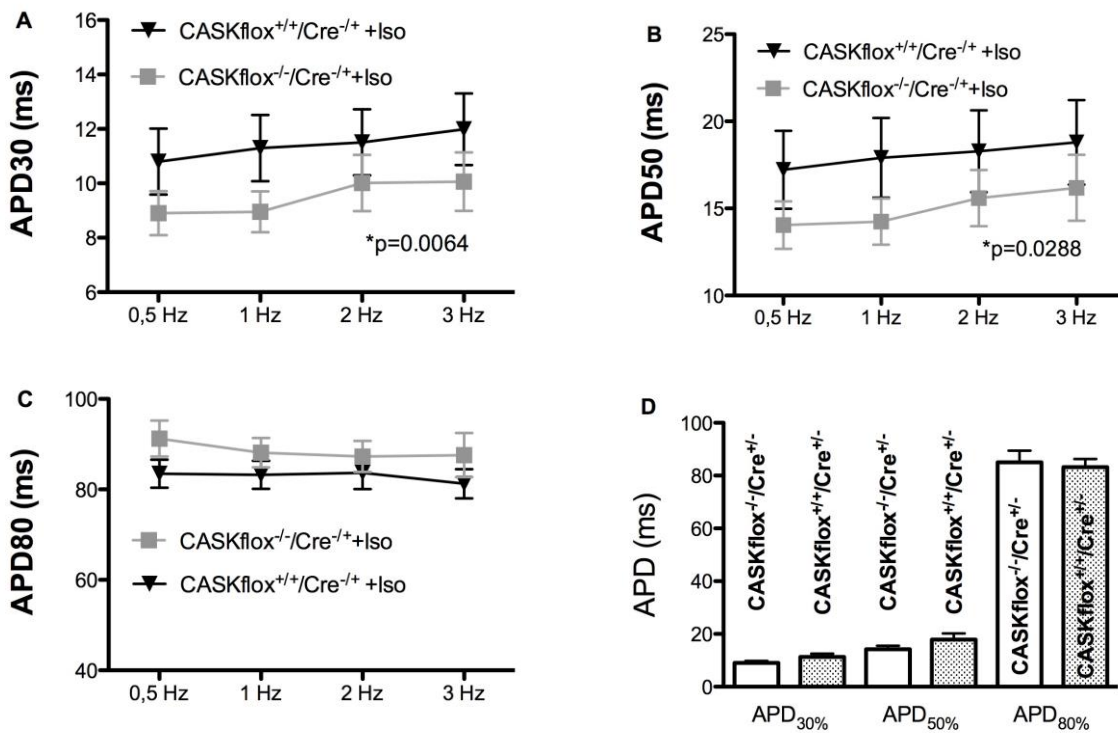 A
16
14
12
10
8
6
APD30 (ms)
CASKflox+/+/Cre-/+ +Iso
CASKflox-/-/Cre-/++Iso
*p=0.0064
0,5 Hz 1 Hz 2 Hz 3 Hz
B
25
20
15
10
APD50 (ms)
CASKflox+/+/Cre-/+ +Iso
CASKflox-/-/Cre-/++Iso
*p=0.0288
0,5 Hz 1 Hz 2 Hz 3 Hz
C
100
80
60
40
APD80 (ms)
CASKflox-/-/Cre-/++Iso
CASKflox+/+/Cre-/+ +Iso
0,5 Hz 1 Hz 2 Hz 3 Hz
D
100
80
60
40
20
0
APD (ms)
CASKflox-/-/Cre+/-
CASKflox+/+/Cre+/-
CASKflox-/-/Cre+/-
CASKflox+/+/Cre+/-
CASKflox-/-/Cre+/-
CASKflox+/+/Cre+/-
APD30% APD50% APD80%